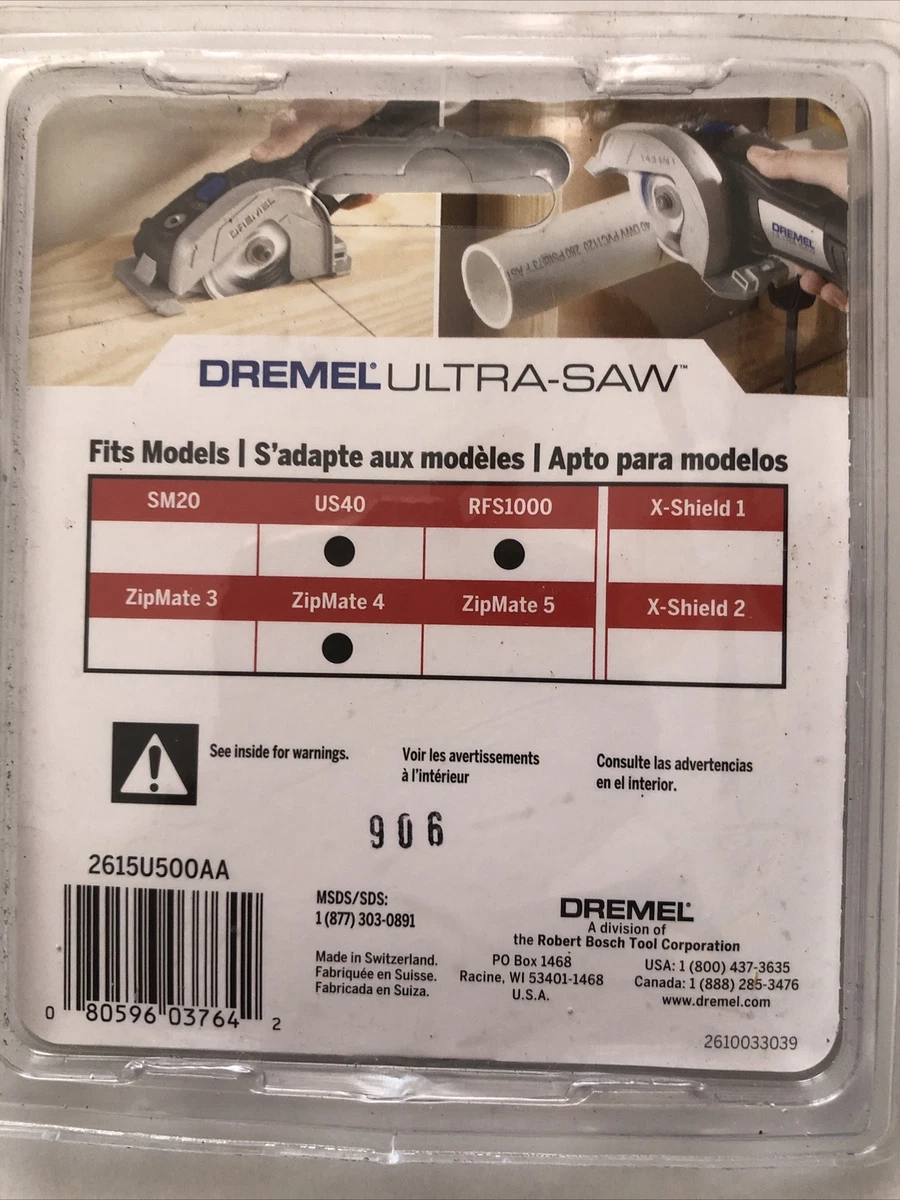 DREMEL
DREMEL
DREMEL® ULTRA-SAW™
Fits Models | S'adapte aux modèles | Apto para modelos
SM20 US40 RFS1000 X-Shield 1
ZipMate 3 ZipMate 4 ZipMate 5 X-Shield 2
See inside for warnings.
Voir les avertissements
à l'intérieur
Consulte las advertencias
en el interior.
906
2615U500AA
0 80596 03764 2
MSDS/SDS:
1 (877) 303-0891
Made in Switzerland.
Fabriquée en Suisse.
Fabricada en Suiza.
DREMEL®
A division of
the Robert Bosch Tool Corporation
PO Box 1468
Racine, WI 53401-1468
U.S.A.
USA: 1 (800) 437-3635
Canada: 1 (888) 285-3476
www.dremel.com
2610033039